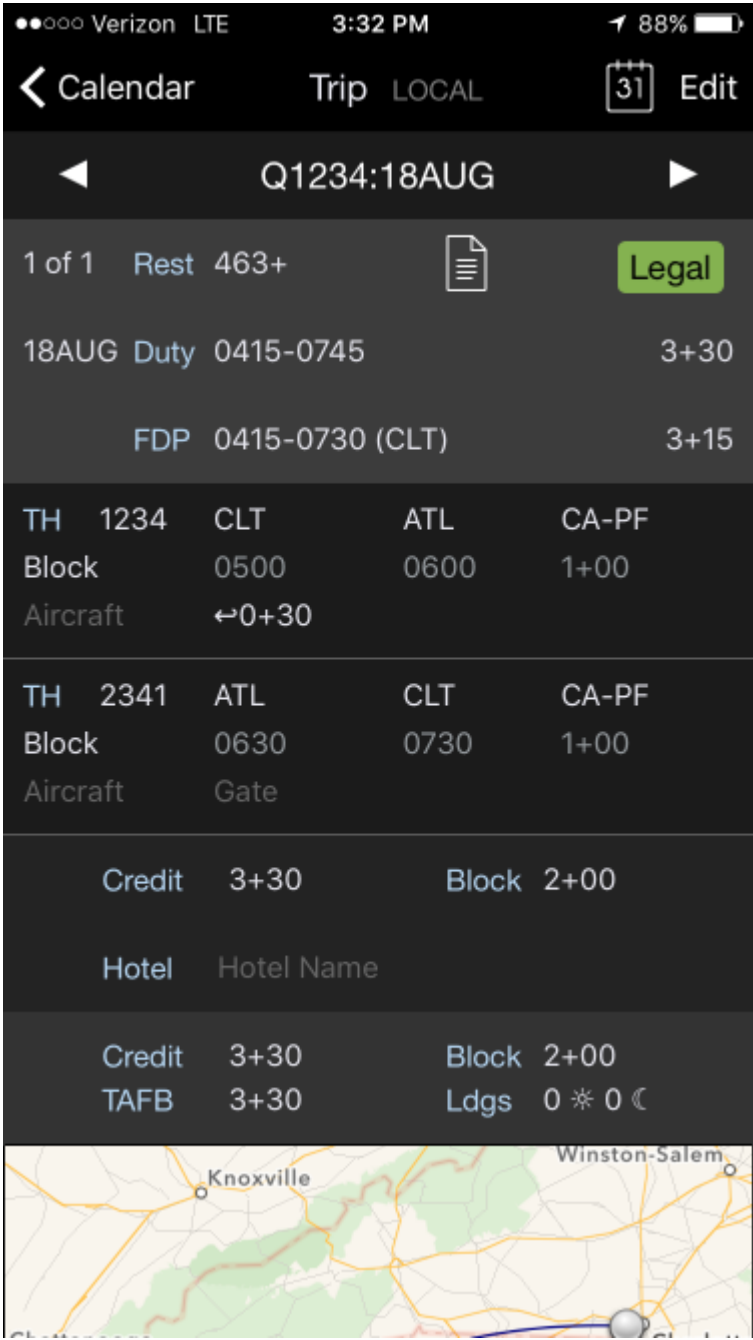 Verizon LTE 3:32 PM 88%
Calendar Trip LOCAL 31 Edit
Q1234:18AUG
1 of 1 Rest 463+ Legal
18AUG Duty 0415-0745 3+30
FDP 0415-0730 (CLT) 3+15
TH 1234 CLT ATL CA-PF
Block 0500 0600 1+00
Aircraft ↩0+30
TH 2341 ATL CLT CA-PF
Block 0630 0730 1+00
Aircraft Gate
Credit 3+30 Block 2+00
Hotel Hotel Name
Credit 3+30 Block 2+00
TAFB 3+30 Ldgs 0 ☼ 0 ☾
Winston-Salem
Knoxville